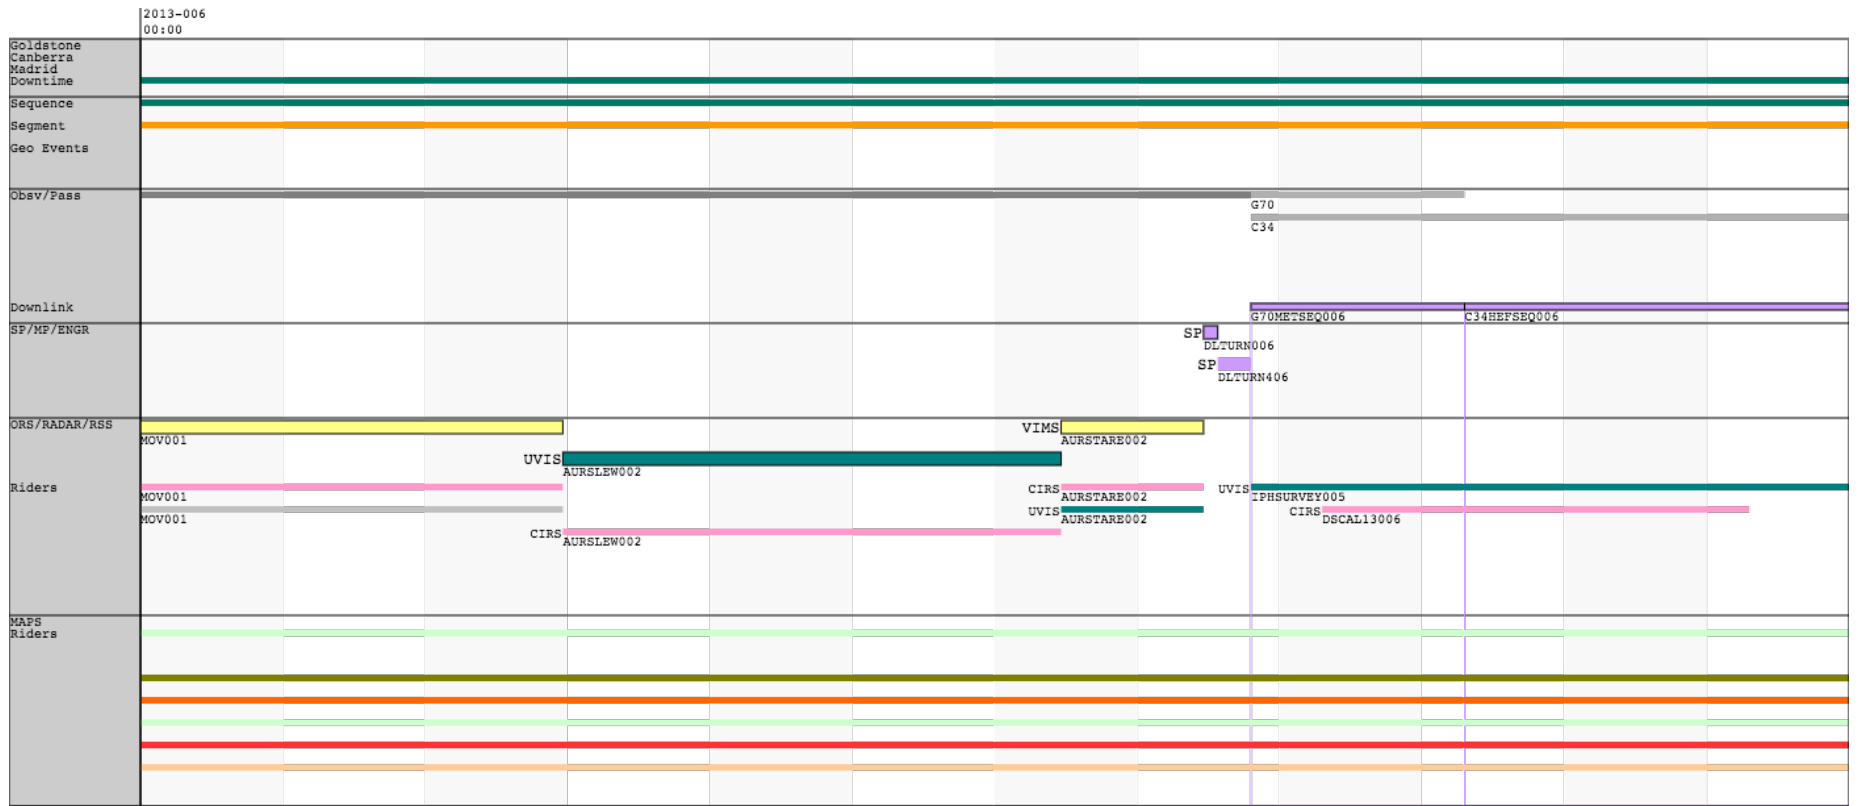 2013-006
00:00
Goldstone
Canberra
Madrid
Downtime
Sequence
Segment
Geo Events
Obsv/Pass
G70
C34
Downlink
G70METSEQ006 C34HEFSEQ006
SP/MP/ENGR
SP
DLTURN006
SP
DLTURN406
ORS/RADAR/RSS
VIMS
MOV001 AURSTARE002
UVIS
AURSLEW002
Riders CIRS UVIS
MOV001 AURSTARE002 IPHSURVEY005
UVIS CIRS
MOV001 AURSTARE002 DSCAL13006
CIRS
AURSLEW002
MAPS
Riders